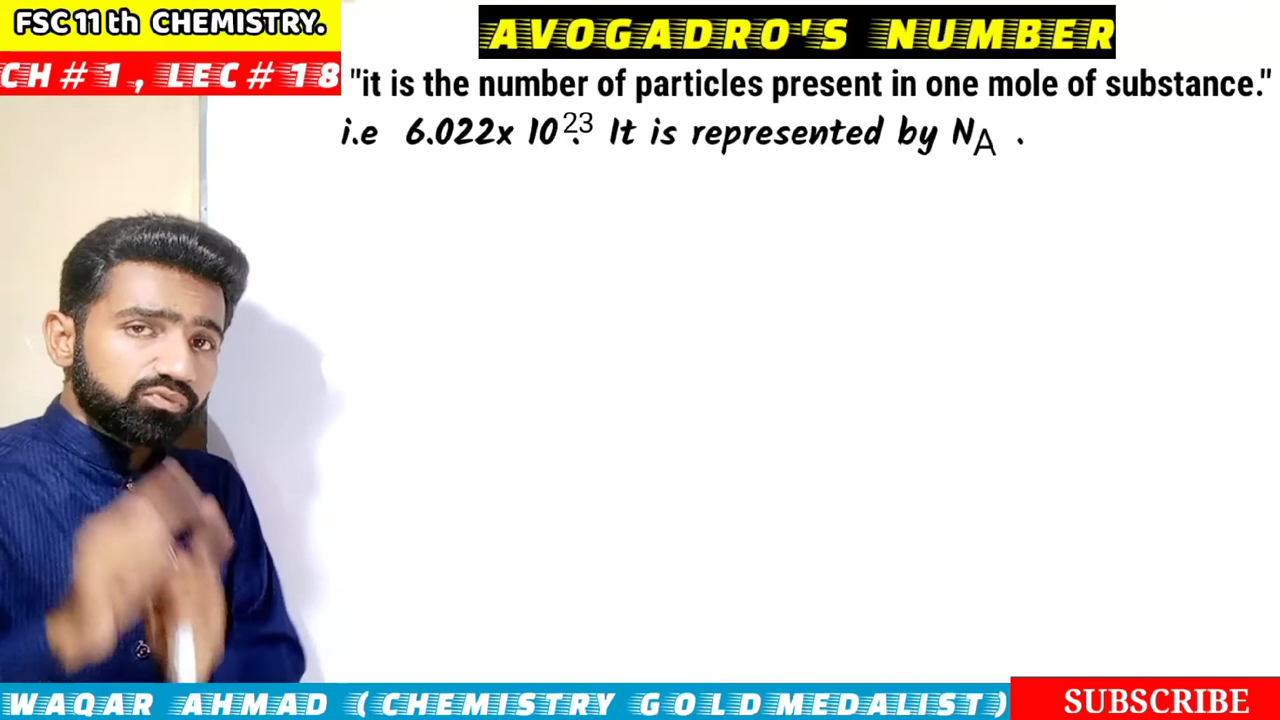 FSC 11 th CHEMISTRY.
CH # 1 , LEC # 18
AVOGADRO'S NUMBER
"it is the number of particles present in one mole of substance."
i.e 6.022x 10²³. It is represented by N_A .
WAQAR AHMAD ( CHEMISTRY GOLD MEDALIST )
SUBSCRIBE